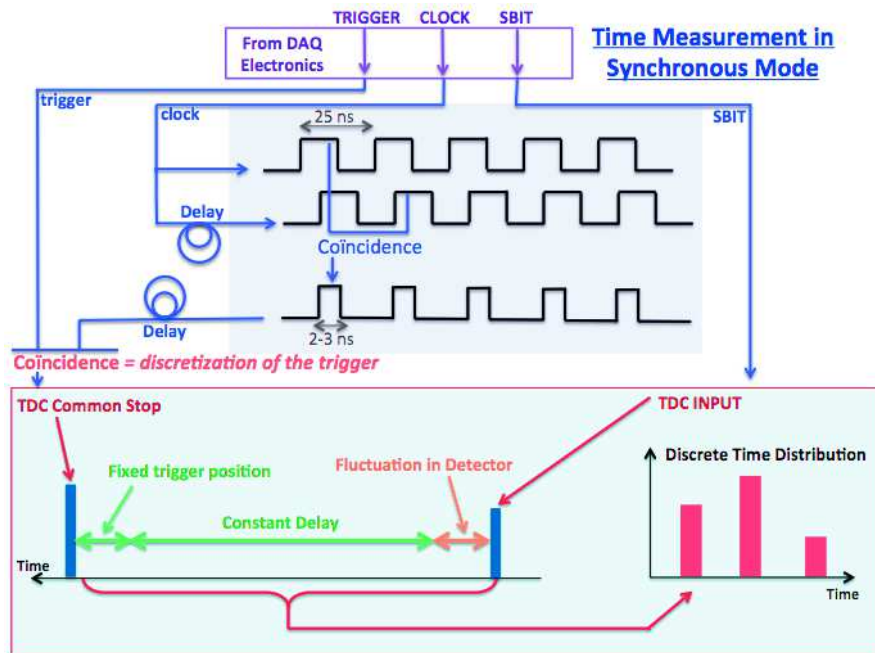 TRIGGER CLOCK SBIT
From DAQ
Electronics
Time Measurement in
Synchronous Mode
trigger
clock
SBIT
25 ns
Delay
Coïncidence
Delay
2-3 ns
Coïncidence = discretization of the trigger
TDC Common Stop
TDC INPUT
Fixed trigger position
Fluctuation in Detector
Constant Delay
Time
Discrete Time Distribution
Time